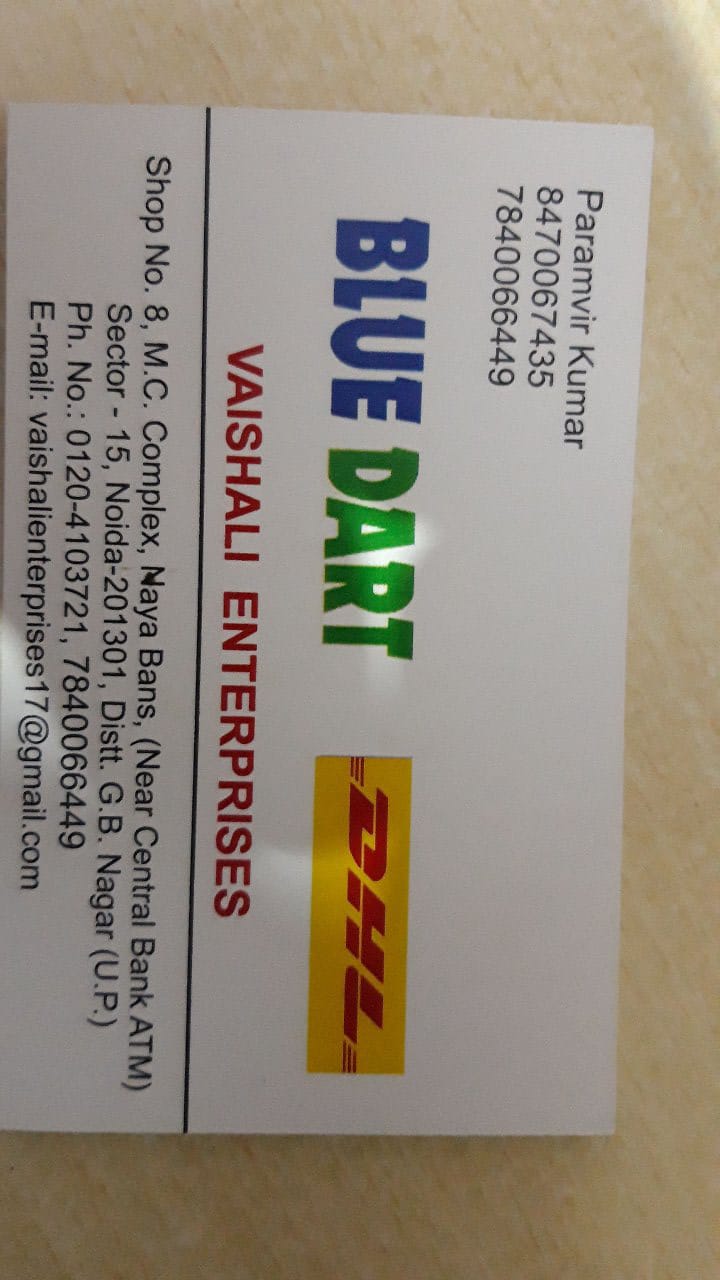 Paramvir Kumar
8470067435
7840066449
BLUE DART
DHL
VAISHALI ENTERPRISES
Shop No. 8, M.C. Complex, Naya Bans, (Near Central Bank ATM)
Sector - 15, Noida-201301, Distt. G.B. Nagar (U.P.)
Ph. No.: 0120-4103721, 7840066449
E-mail: vaishalienterprises17@gmail.com